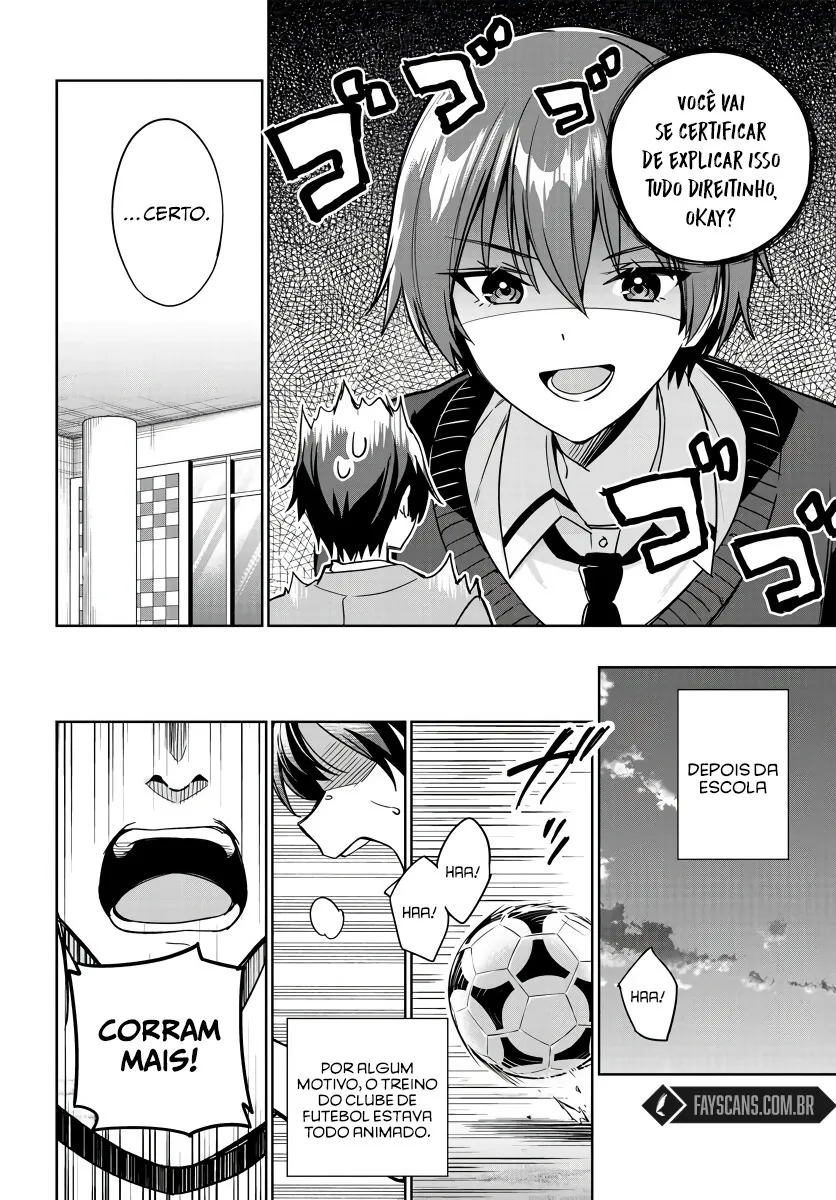 VOCÊ VAI
SE CERTIFICAR
DE EXPLICAR ISSO
TUDO DIREITINHO,
OKAY?
ゴゴゴ
ゴゴゴ
...CERTO.
DEPOIS DA
ESCOLA
HAA!
HAA!
HAA!
POR ALGUM
MOTIVO, O TREINO
DO CLUBE DE
FUTEBOL ESTAVA
TODO ANIMADO.
CORRAM
MAIS!
FAYSCANS.COM.BR